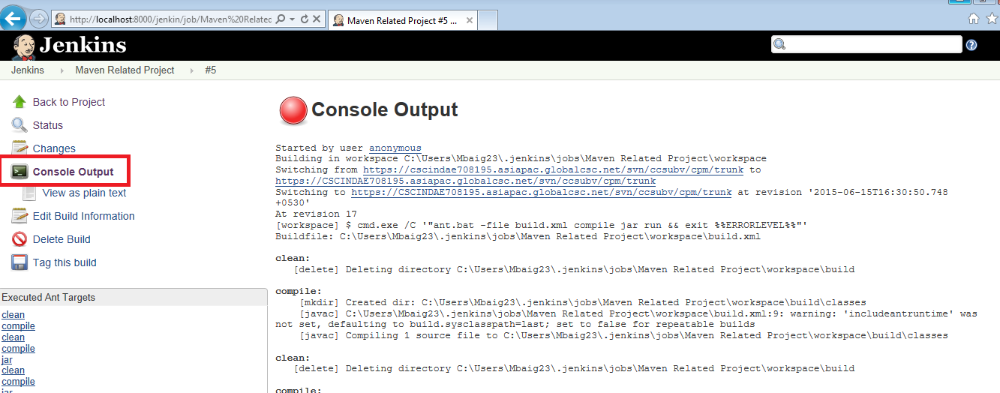 http://localhost:8000/jenkin/job/Maven%20Related
Maven Related Project #5 ...
Jenkins
Jenkins
Maven Related Project
#5
Back to Project
Status
Changes
Console Output
View as plain text
Edit Build Information
Delete Build
Tag this build
Executed Ant Targets
clean
compile
clean
compile
jar
clean
compile
jar
Console Output
Started by user anonymous
Building in workspace C:\Users\Mbaig23\.jenkins\jobs\Maven Related Project\workspace
Switching from https://cscindae708195.asiapac.globalcsc.net/svn/ccsubv/cpm/trunk to
https://CSCINDAE708195.asiapac.globalcsc.net/svn/ccsubv/cpm/trunk
Switching to https://CSCINDAE708195.asiapac.globalcsc.net/svn/ccsubv/cpm/trunk at revision '2015-06-15T16:30:50.748
+0530'
At revision 17
[workspace] $ cmd.exe /C '"ant.bat -file build.xml compile jar run && exit %%ERRORLEVEL%%"'
Buildfile: C:\Users\Mbaig23\.jenkins\jobs\Maven Related Project\workspace\build.xml
clean:
[delete] Deleting directory C:\Users\Mbaig23\.jenkins\jobs\Maven Related Project\workspace\build
compile:
[mkdir] Created dir: C:\Users\Mbaig23\.jenkins\jobs\Maven Related Project\workspace\build\classes
[javac] C:\Users\Mbaig23\.jenkins\jobs\Maven Related Project\workspace\build.xml:9: warning: 'includeantruntime' was
not set, defaulting to build.sysclasspath=last; set to false for repeatable builds
[javac] Compiling 1 source file to C:\Users\Mbaig23\.jenkins\jobs\Maven Related Project\workspace\build\classes
clean:
[delete] Deleting directory C:\Users\Mbaig23\.jenkins\jobs\Maven Related Project\workspace\build
compile: